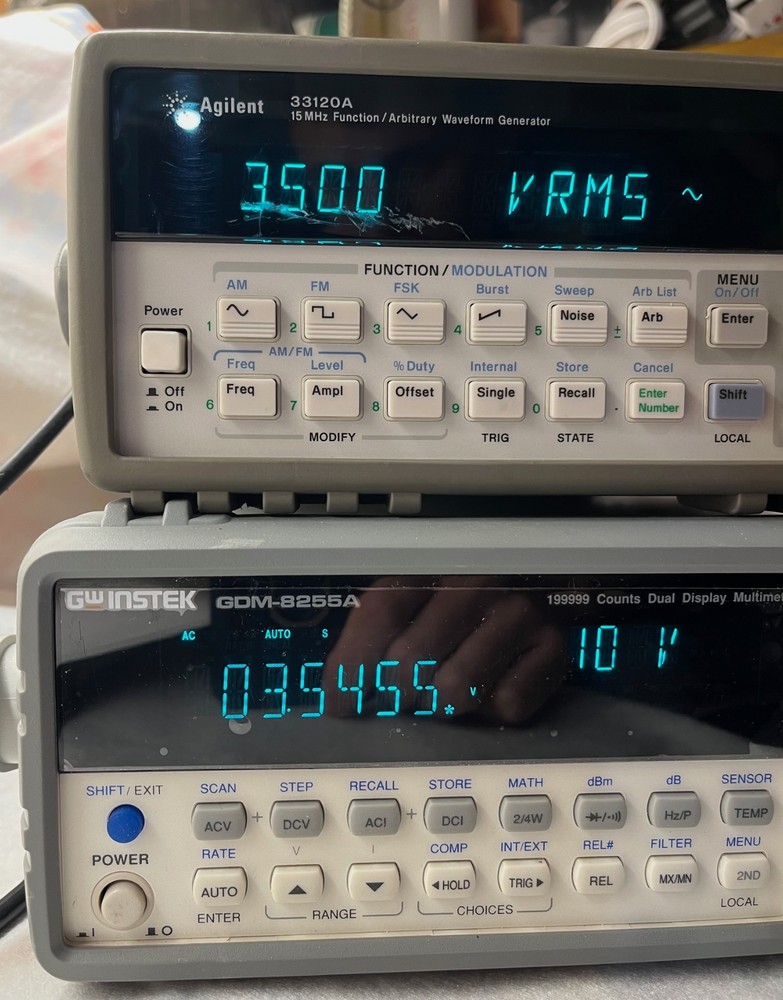 Agilent 33120A
15 MHz Function / Arbitrary Waveform Generator
3.500 VRMS ~
FUNCTION / MODULATION
MENU
On/Off
AM FM FSK Burst Sweep Arb List
Power
1 2 3 4 5 Noise ± Arb Enter
AM/FM
Freq Level % Duty Internal Store Cancel
Off
On
6 Freq 7 Ampl 8 Offset 9 Single 0 Recall . Enter Number Shift
MODIFY TRIG STATE LOCAL
GWINSTEK GDM-8255A 199999 Counts Dual Display
AC AUTO S
10 V
03.5455 V
*
SHIFT / EXIT SCAN STEP RECALL STORE MATH dBm dB SENSOR
ACV + DCV ACI + DCI 2/4W Hz/P TEMP
POWER RATE V I COMP INT/EXT REL# FILTER MENU
AUTO ▲ ▼ ◄ HOLD TRIG ► REL MX/MN 2ND
I O ENTER RANGE CHOICES LOCAL